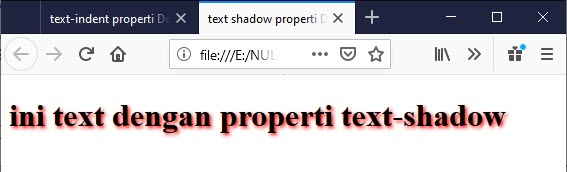 text-indent properti D
text shadow properti D
file:///E:/NUL
ini text dengan properti text-shadow